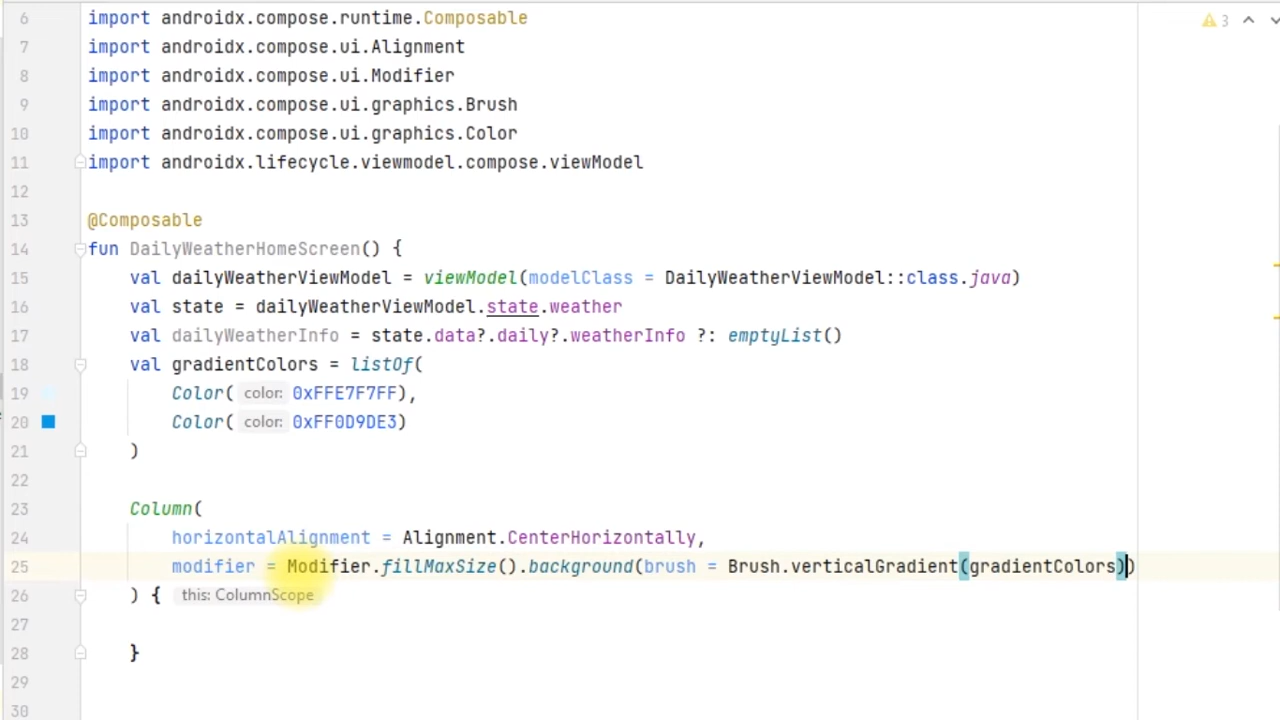 6 import androidx.compose.runtime.Composable
3
7 import androidx.compose.ui.Alignment
8 import androidx.compose.ui.Modifier
9 import androidx.compose.ui.graphics.Brush
10 import androidx.compose.ui.graphics.Color
11 import androidx.lifecycle.viewmodel.compose.viewModel
12
13 @Composable
14 fun DailyWeatherHomeScreen() {
15 val dailyWeatherViewModel = viewModel(modelClass = DailyWeatherViewModel::class.java)
16 val state = dailyWeatherViewModel.state.weather
17 val dailyWeatherInfo = state.data?.daily?.weatherInfo ?: emptyList()
18 val gradientColors = listOf(
19 Color( color: 0xFFE7F7FF),
20 Color( color: 0xFF0D9DE3)
21 )
22
23 Column(
24 horizontalAlignment = Alignment.CenterHorizontally,
25 modifier = Modifier.fillMaxSize().background(brush = Brush.verticalGradient(gradientColors))
26 ) { this: ColumnScope
27
28 }
29
30